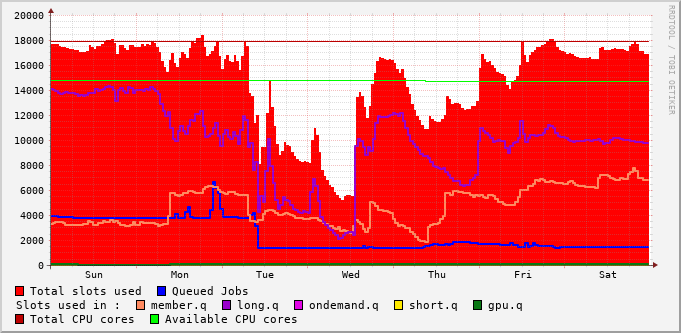 20000
18000
16000
14000
12000
10000
8000
6000
4000
2000
0
Sun Mon Tue Wed Thu Fri Sat
RRDTOOL / TOBI OETIKER
Total slots used Queued Jobs
Slots used in : member.q long.q ondemand.q short.q gpu.q
Total CPU cores Available CPU cores